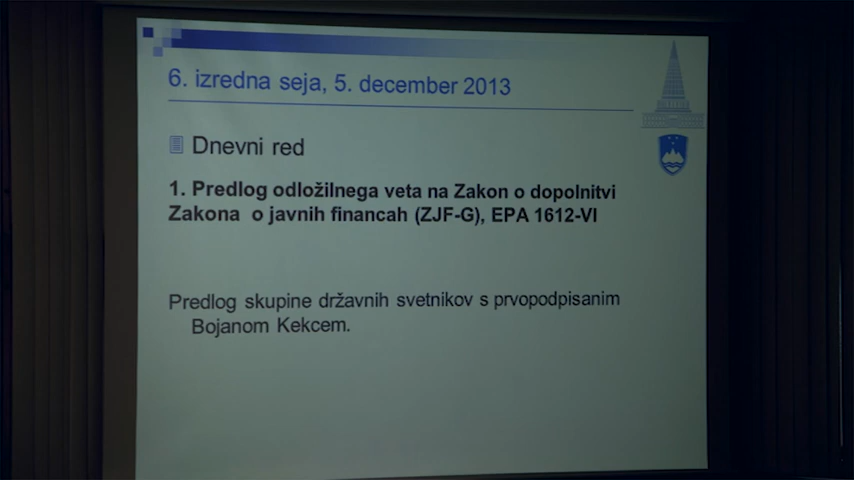 6. izredna seja, 5. december 2013
Dnevni red
1. Predlog odložilnega veta na Zakon o dopolnitvi
Zakona o javnih financah (ZJF-G), EPA 1612-VI
Predlog skupine državnih svetnikov s prvopodpisanim
Bojanom Kekcem.